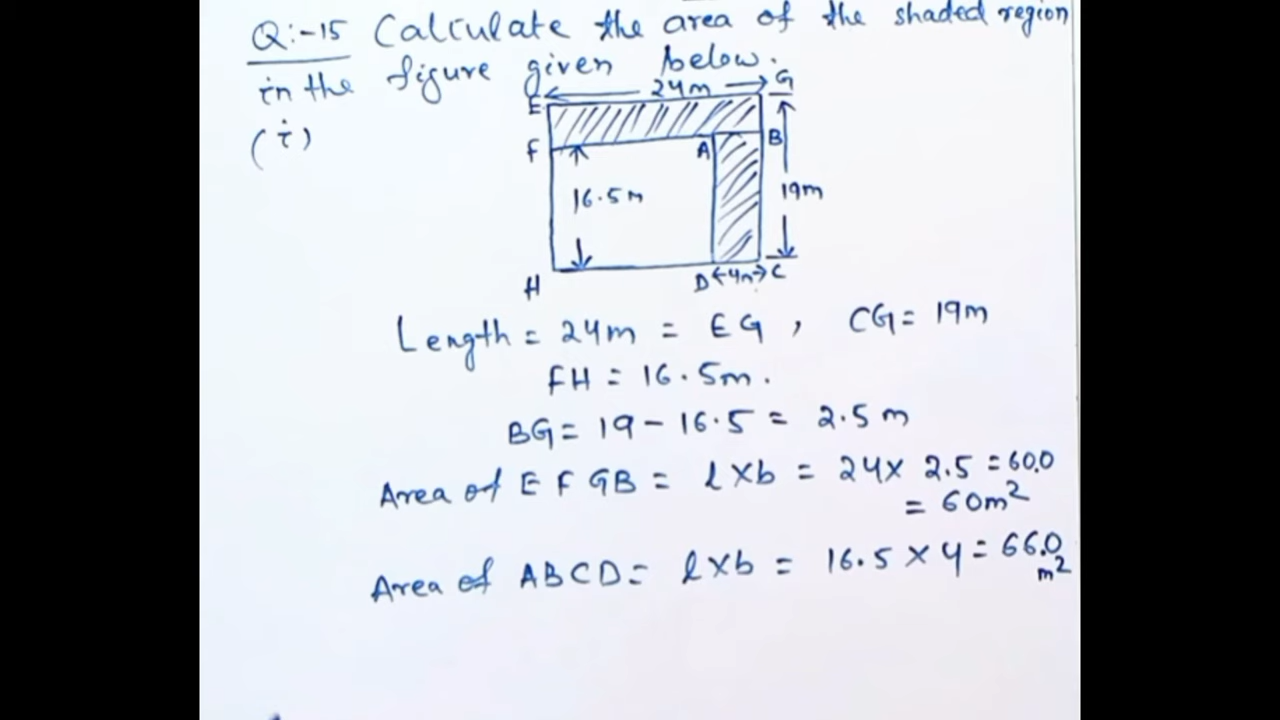 Q:-15 Calculate the area of the shaded region
in the figure given below.
(i)
24m
E
G
F
A
B
16.5m
19m
H
D
4m
C
Length = 24m = EG , CG = 19m
FH = 16.5m.
BG = 19 - 16.5 = 2.5 m
Area of E F GB = l x b = 24 x 2.5 = 60.0
= 60m²
Area of ABCD = l x b = 16.5 x 4 = 66.0
m²